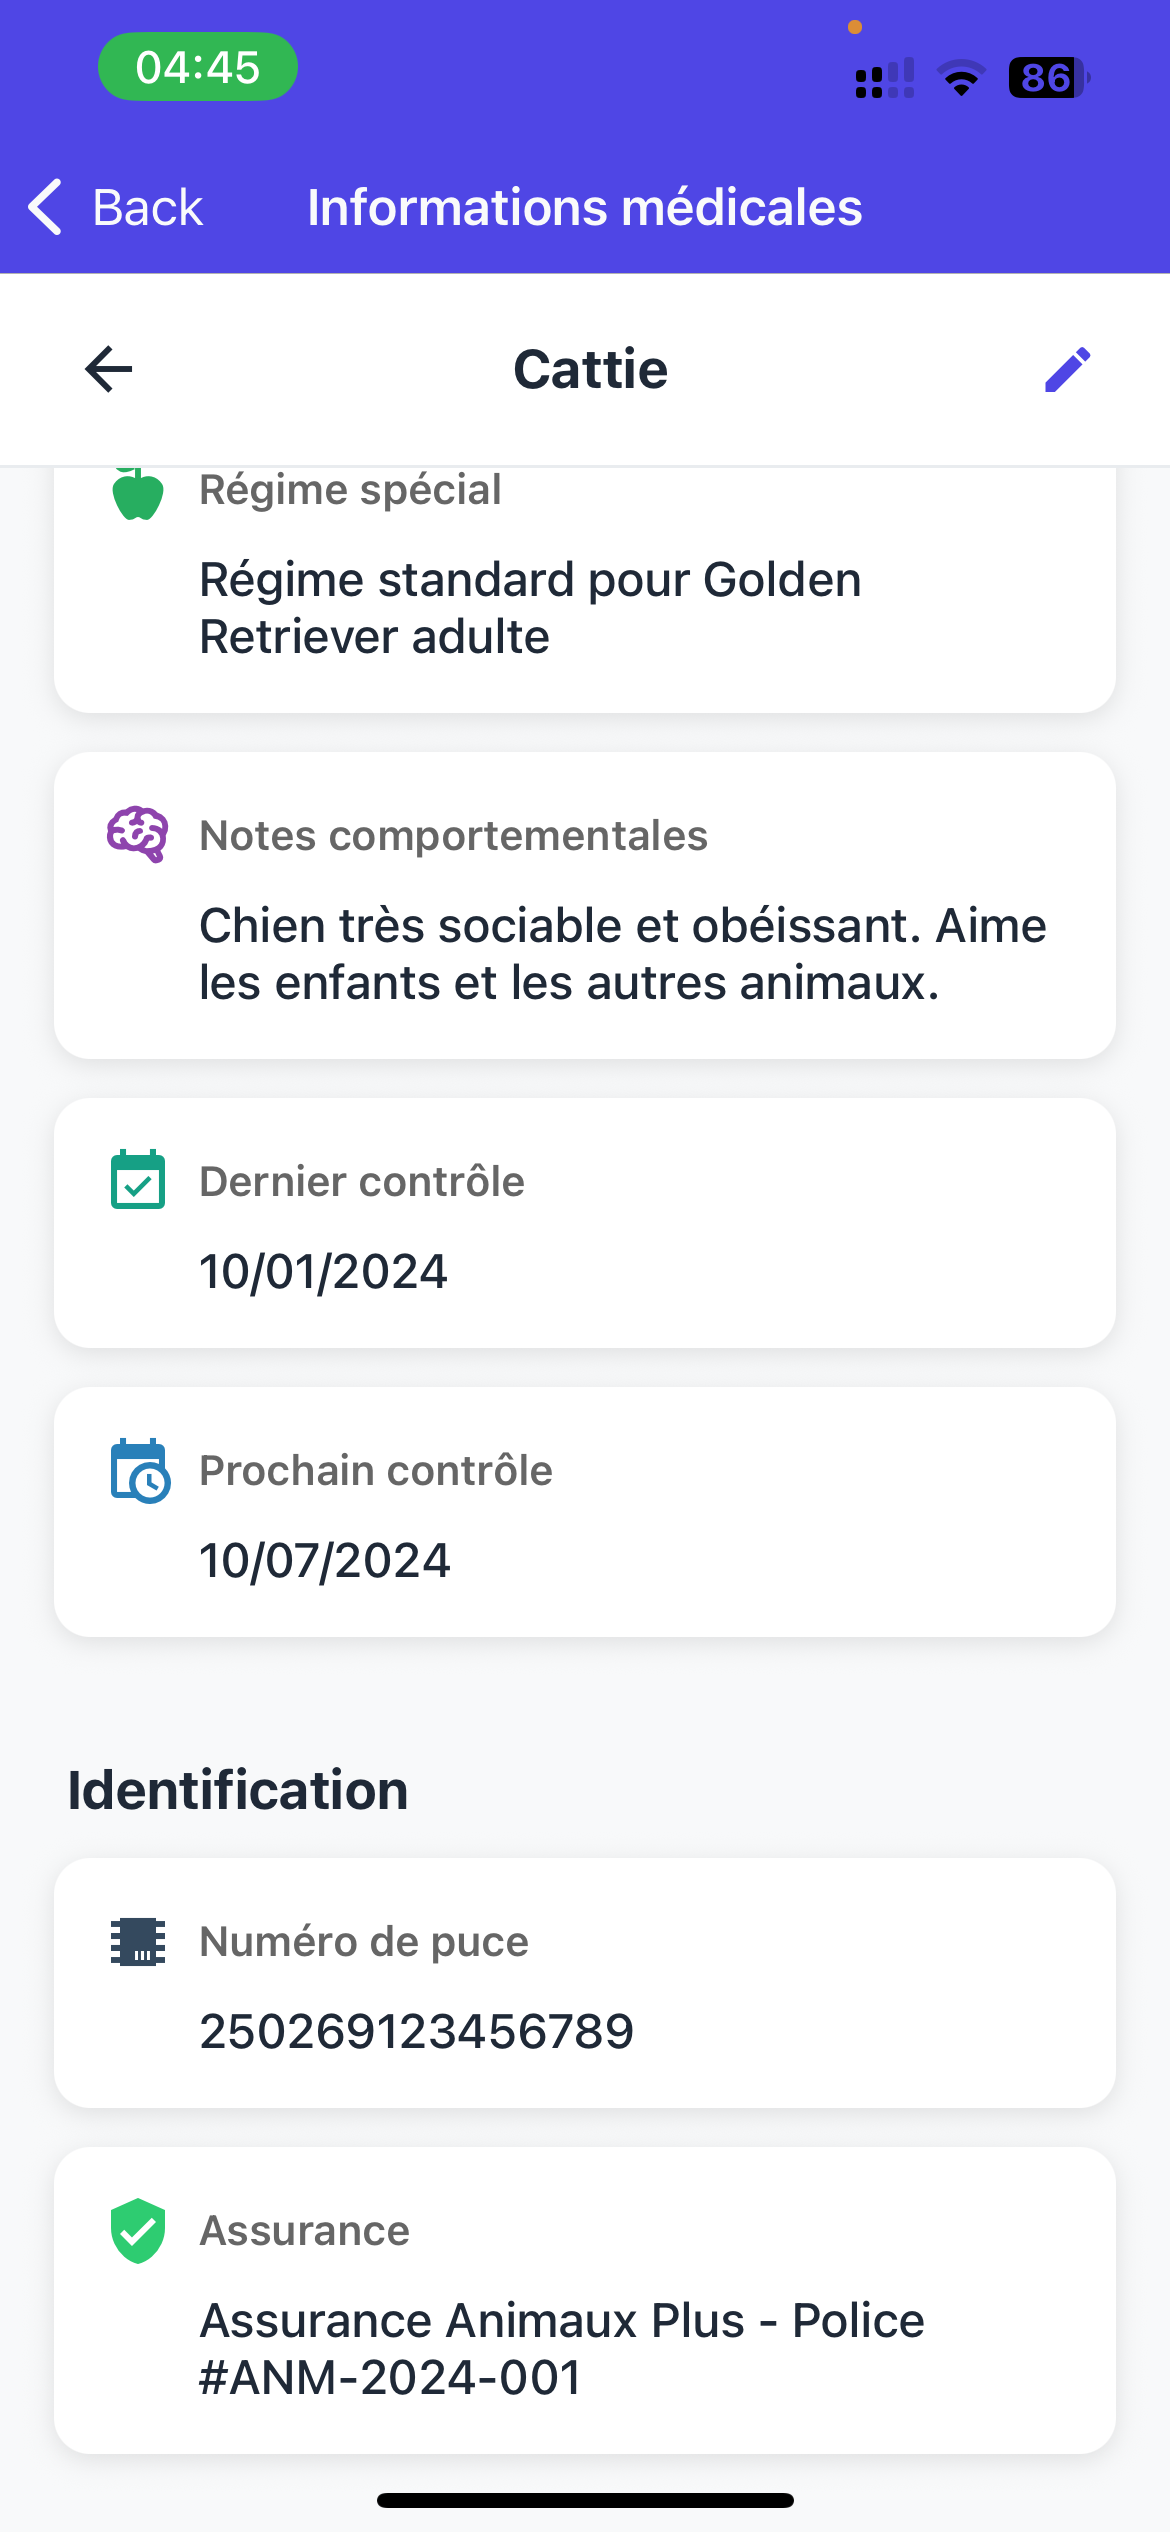 04:45
86
Back
Informations médicales
Cattie
Régime spécial
Régime standard pour Golden
Retriever adulte
Notes comportementales
Chien très sociable et obéissant. Aime
les enfants et les autres animaux.
Dernier contrôle
10/01/2024
Prochain contrôle
10/07/2024
Identification
Numéro de puce
250269123456789
Assurance
Assurance Animaux Plus - Police
#ANM-2024-001